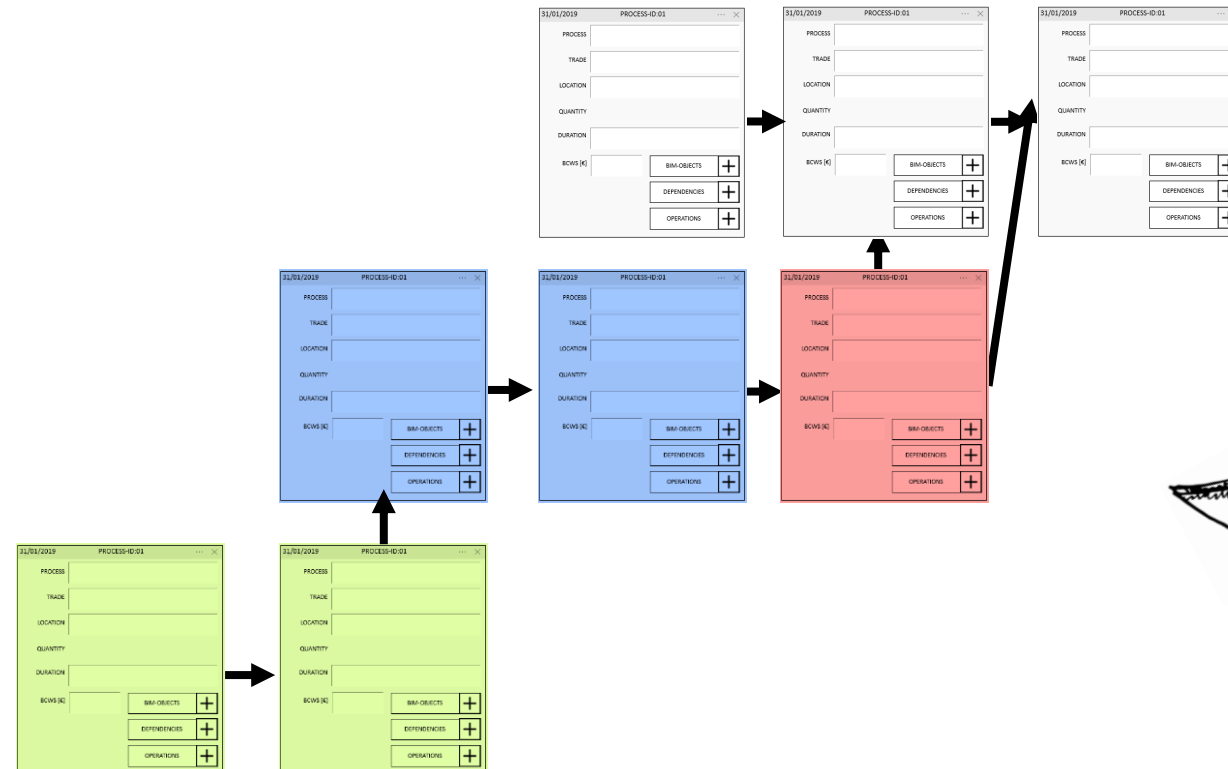 31/01/2019 PROCESS-ID:01 ... ×
PROCESS
TRADE
LOCATION
QUANTITY
DURATION
BCWS [€] BIM-OBJECTS +
DEPENDENCIES +
OPERATIONS +
31/01/2019 PROCESS-ID:01 ... ×
PROCESS
TRADE
LOCATION
QUANTITY
DURATION
BCWS [€] BIM-OBJECTS +
DEPENDENCIES +
OPERATIONS +
31/01/2019 PROCESS-ID:01 ...
PROCESS
TRADE
LOCATION
QUANTITY
DURATION
BCWS [€] BIM-OBJECTS +
DEPENDENCIES +
OPERATIONS +
31/01/2019 PROCESS-ID:01 ... ×
PROCESS
TRADE
LOCATION
QUANTITY
DURATION
BCWS [€] BIM-OBJECTS +
DEPENDENCIES +
OPERATIONS +
31/01/2019 PROCESS-ID:01 ... ×
PROCESS
TRADE
LOCATION
QUANTITY
DURATION
BCWS [€] BIM-OBJECTS +
DEPENDENCIES +
OPERATIONS +
31/01/2019 PROCESS-ID:01 ... ×
PROCESS
TRADE
LOCATION
QUANTITY
DURATION
BCWS [€] BIM-OBJECTS +
DEPENDENCIES +
OPERATIONS +
31/01/2019 PROCESS-ID:01 ... ×
PROCESS
TRADE
LOCATION
QUANTITY
DURATION
BCWS [€] BIM-OBJECTS +
DEPENDENCIES +
OPERATIONS +
31/01/2019 PROCESS-ID:01 ... ×
PROCESS
TRADE
LOCATION
QUANTITY
DURATION
BCWS [€] BIM-OBJECTS +
DEPENDENCIES +
OPERATIONS +